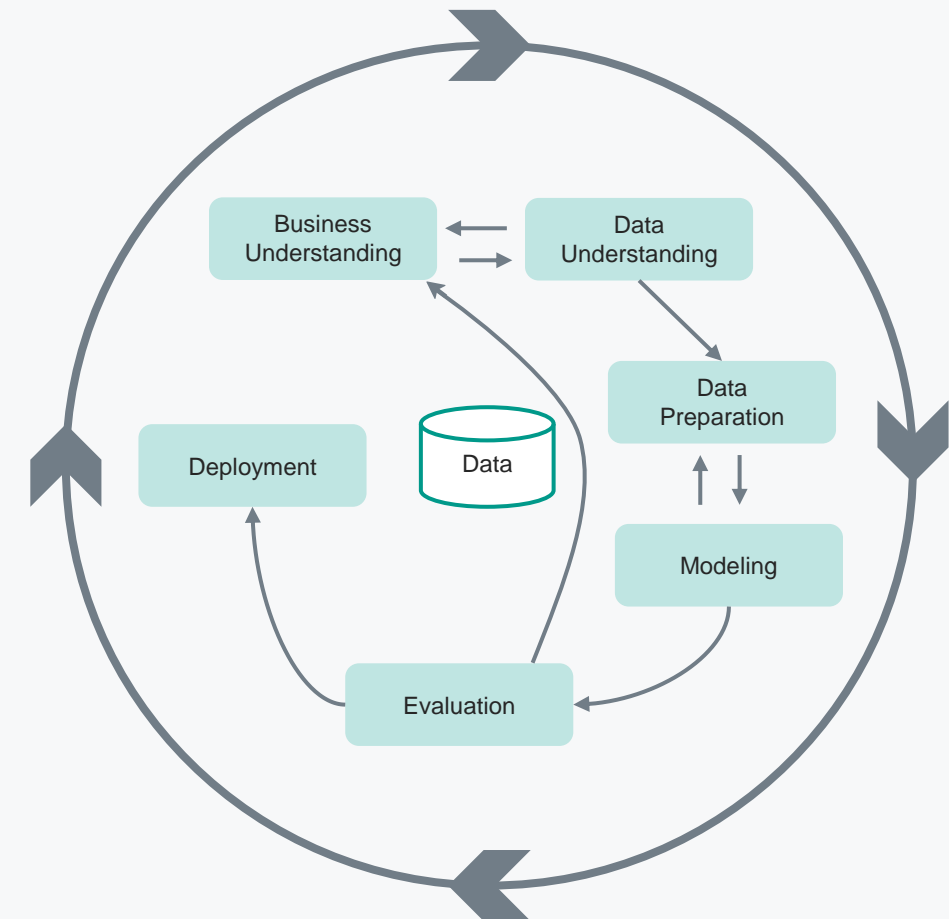 Business
Understanding
Data
Understanding
Data
Preparation
Deployment
Data
Modeling
Evaluation